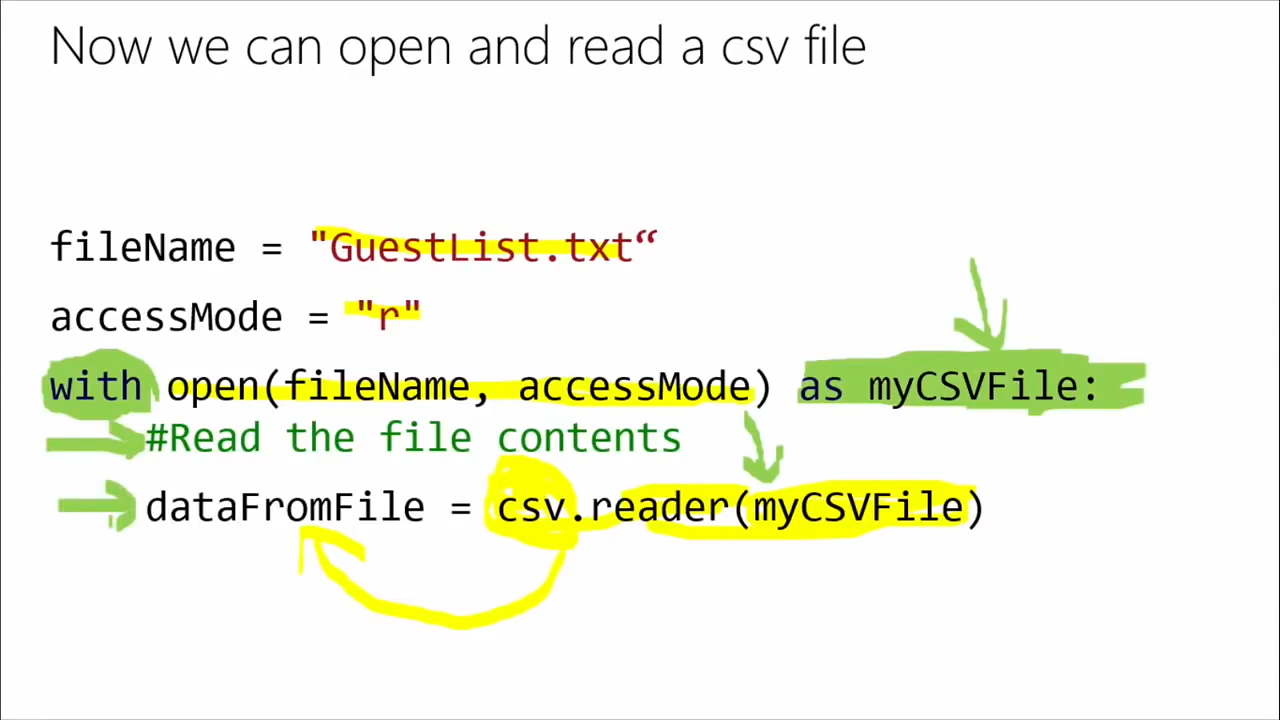 Now we can open and read a csv file
fileName = "GuestList.txt“
accessMode = "r"
with open(fileName, accessMode) as myCSVFile:
#Read the file contents
dataFromFile = csv.reader(myCSVFile)